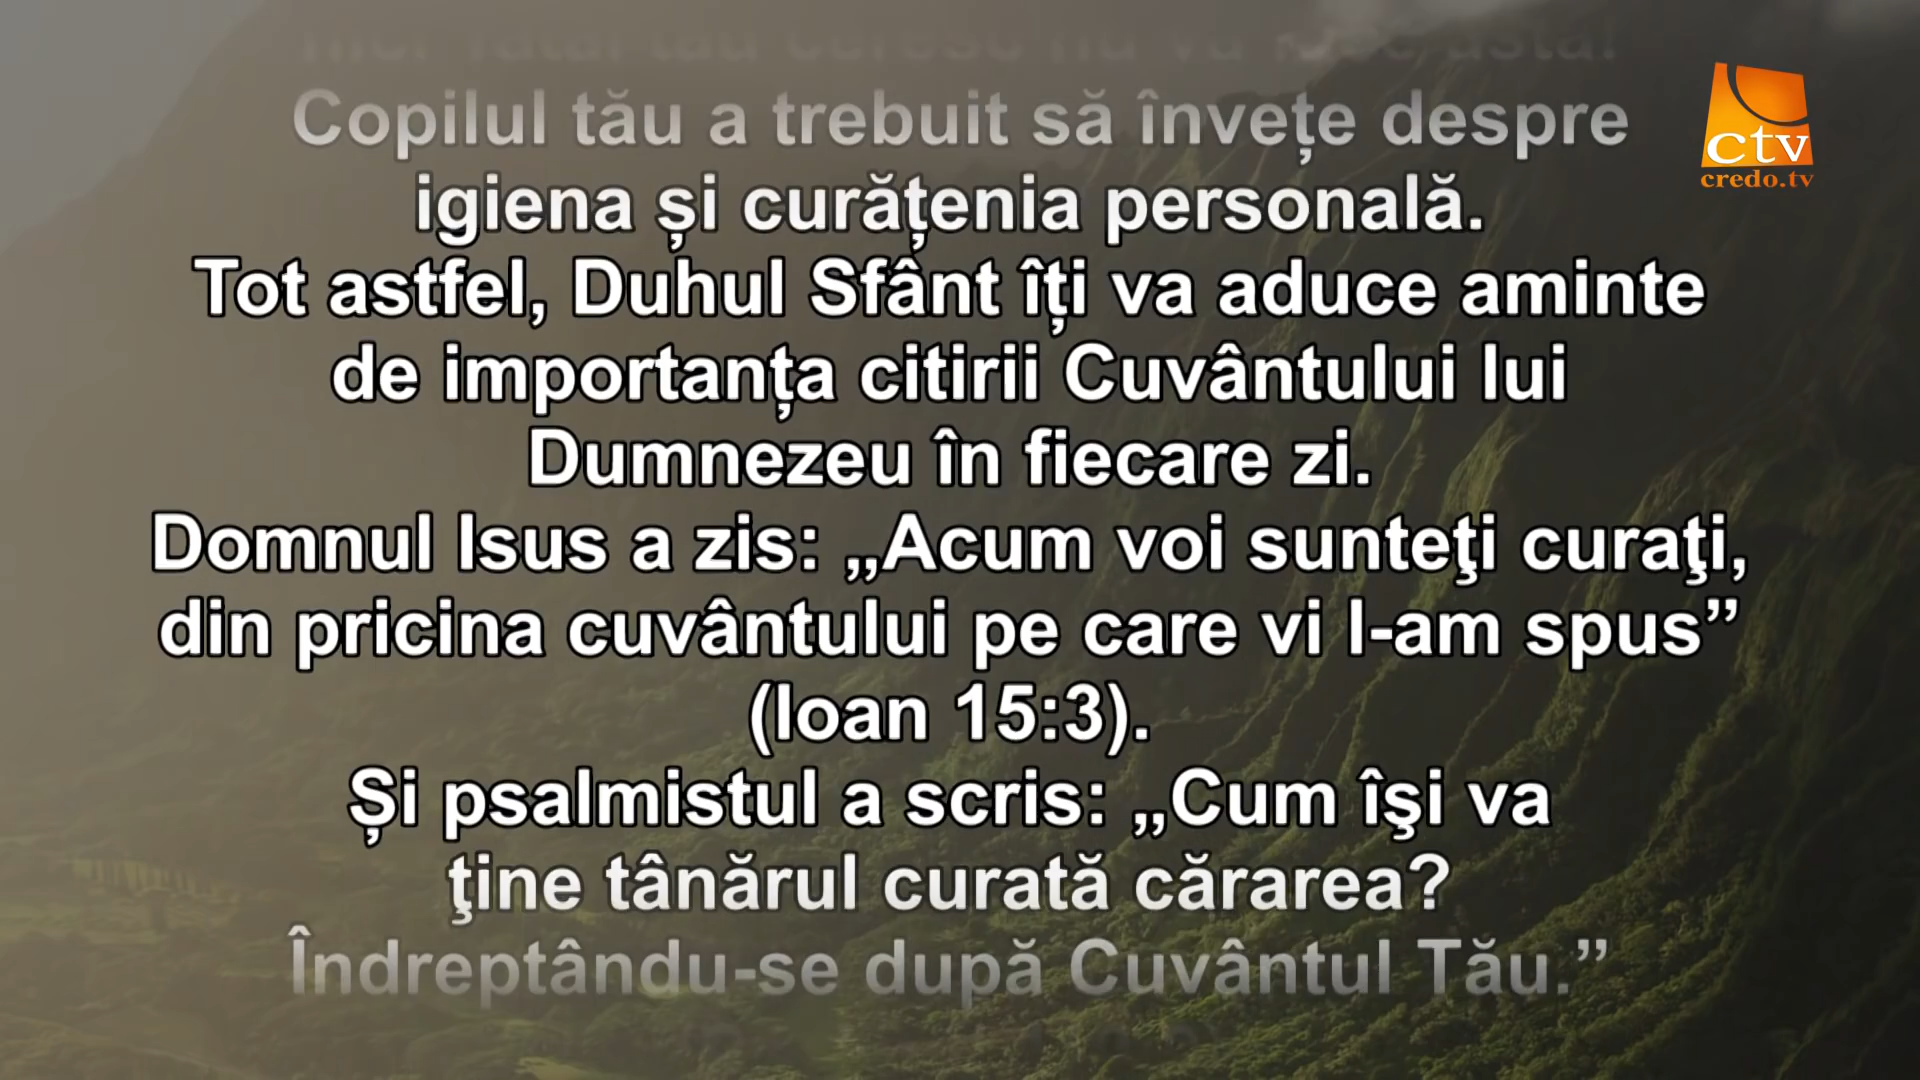 Copilul tău a trebuit să învețe despre
igiena și curățenia personală.
Tot astfel, Duhul Sfânt îți va aduce aminte
de importanța citirii Cuvântului lui
Dumnezeu în fiecare zi.
Domnul Isus a zis: „Acum voi sunteţi curaţi,
din pricina cuvântului pe care vi l-am spus”
(Ioan 15:3).
Și psalmistul a scris: „Cum îşi va
ţine tânărul curată cărarea?
Îndreptându-se după Cuvântul Tău.”
ctv
credo.tv